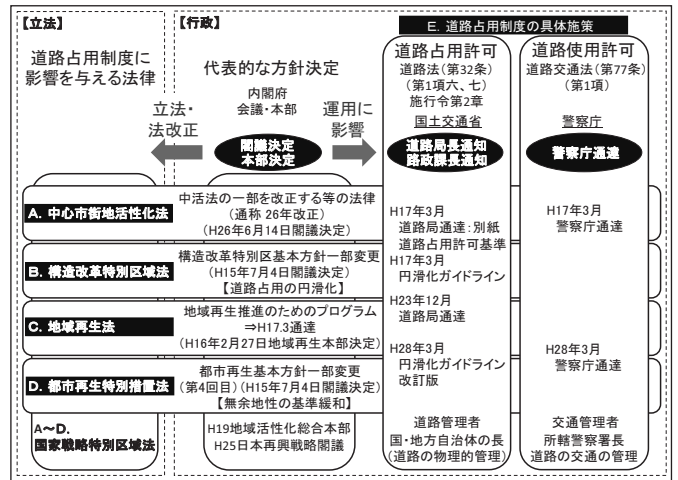 【立法】
道路占用制度に
影響を与える法律
立法・
法改正
【行政】
代表的な方針決定
内閣府
会議・本部
閣議決定
本部決定
運用に
影響
E. 道路占用制度の具体施策
道路占用許可
道路法(第32条)
(第1項六、七)
施行令第2章
国土交通省
道路局長通知
路政課長通知
道路使用許可
道路交通法(第77条)
(第1項)
警察庁
警察庁通達
A. 中心市街地活性化法
中活法の一部を改正する等の法律
(通称 26年改正)
(H26年6月14日閣議決定)
B. 構造改革特別区域法
構造改革特別区基本方針一部変更
(H15年7月4日閣議決定)
【道路占用の円滑化】
C. 地域再生法
地域再生推進のためのプログラム
⇒H17.3通達
(H16年2月27日地域再生本部決定)
D. 都市再生特別措置法
都市再生基本方針一部変更
(第4回目)(H15年7月4日閣議決定)
【無余地性の基準緩和】
A~D.
国家戦略特別区域法
H19地域活性化総合本部
H25日本再興戦略閣議
H17年3月
道路局通達:別紙
道路占用許可基準
H17年3月
円滑化ガイドライン
H23年12月
道路局通達
H28年3月
円滑化ガイドライン
改訂版
道路管理者
国・地方自治体の長
(道路の物理的管理)
H17年3月
警察庁通達
H28年3月
警察庁通達
交通管理者
所轄警察署長
道路の交通の管理